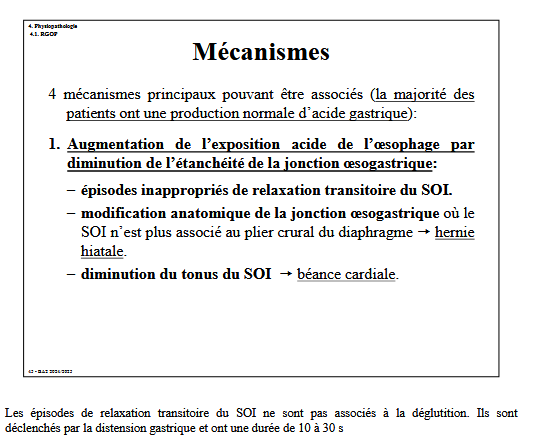 4. Physiopathologie
4.1. RGOP
Mécanismes
4 mécanismes principaux pouvant être associés (la majorité des
patients ont une production normale d’acide gastrique):
1. Augmentation de l’exposition acide de l’œsophage par
diminution de l’étanchéité de la jonction œsogastrique:
– épisodes inappropriés de relaxation transitoire du SOI.
– modification anatomique de la jonction œsogastrique où le
SOI n’est plus associé au plier crural du diaphragme → hernie
hiatale.
– diminution du tonus du SOI → béance cardiale.
Les épisodes de relaxation transitoire du SOI ne sont pas associés à la déglutition. Ils sont
déclenchés par la distension gastrique et ont une durée de 10 à 30 s